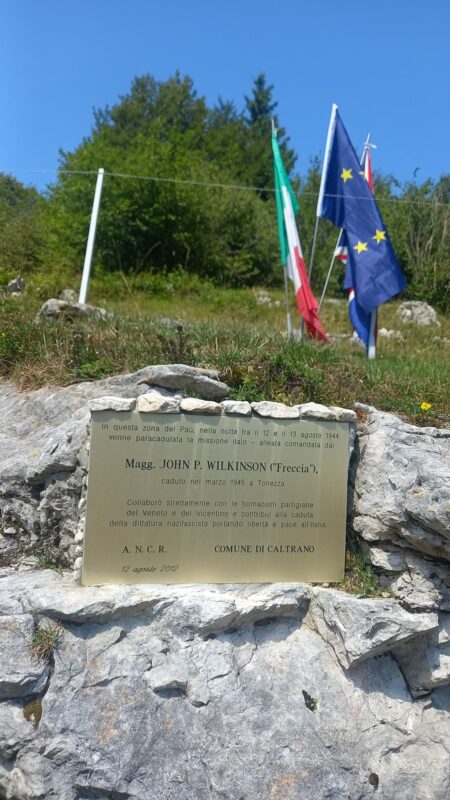 In questa zona del Paù, nella notte tra il 12 e il 13 agosto 1944,
venne paracadutata la missione italo - alleata comandata dal
Magg. JOHN P. WILKINSON ("Freccia"),
caduto nel marzo 1945 a Tonezza
Collaborò strettamente con le formazioni partigiane
del Veneto e del Vicentino e contribuì alla caduta
della dittatura nazifascista portando libertà e pace all'Italia.
A. N. C. R. COMUNE DI CALTRANO
12 agosto 2012